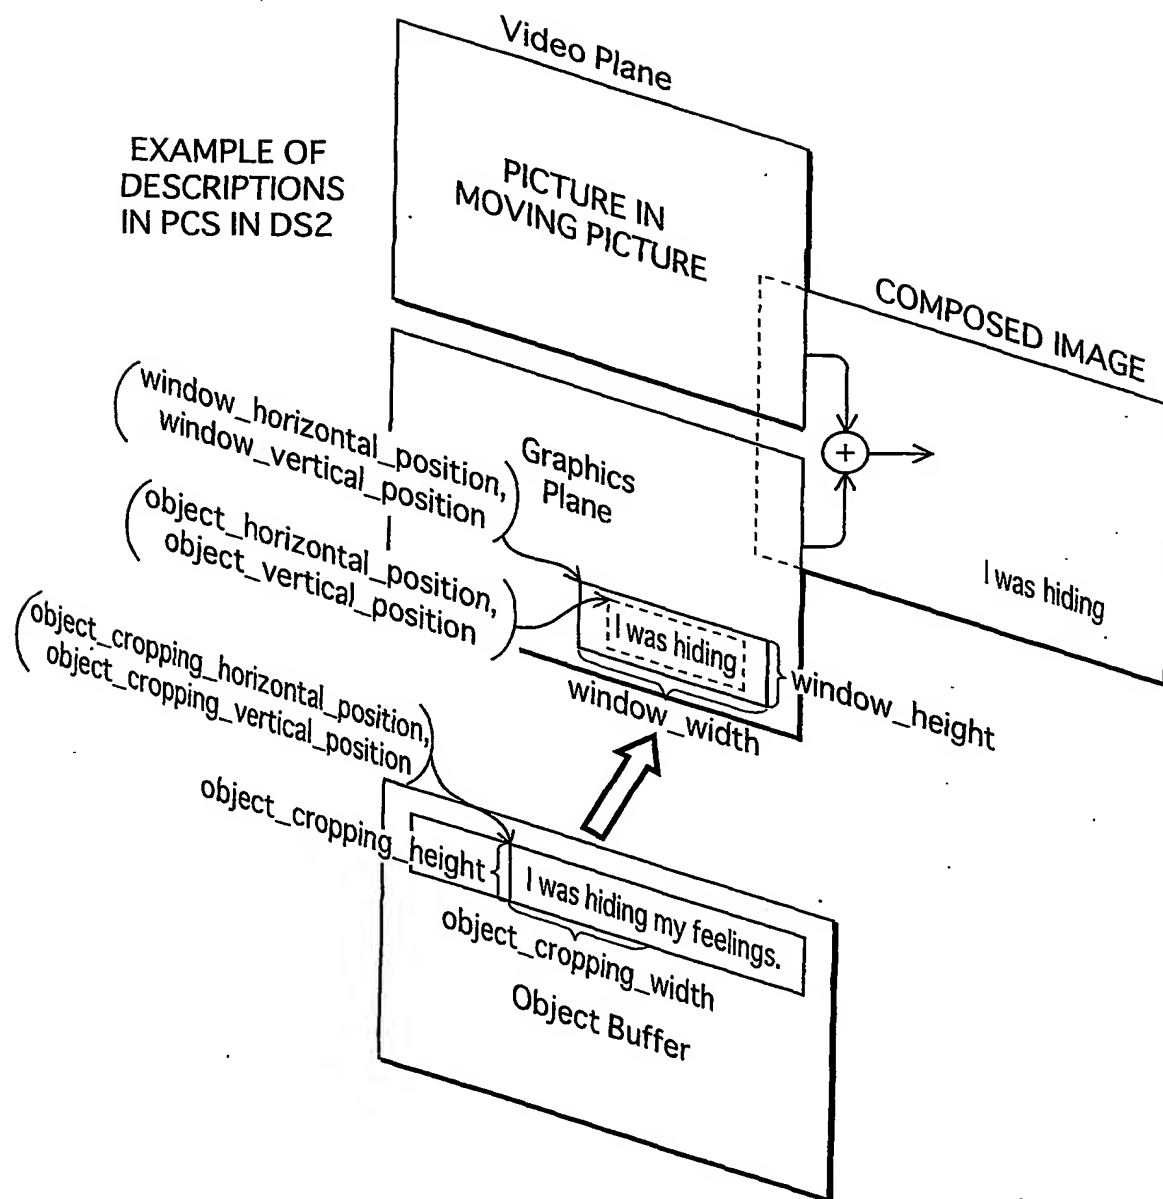 Video Plane
EXAMPLE OF
DESCRIPTIONS
IN PCS IN DS2
PICTURE IN
MOVING PICTURE
COMPOSED IMAGE
(window_horizontal_position,
window_vertical_position)
Graphics
Plane
+
(object_horizontal_position,
object_vertical_position)
I was hiding
I was hiding
window_height
window_width
(object_cropping_horizontal_position,
object_cropping_vertical_position)
object_cropping_height
I was hiding my feelings.
object_cropping_width
Object Buffer